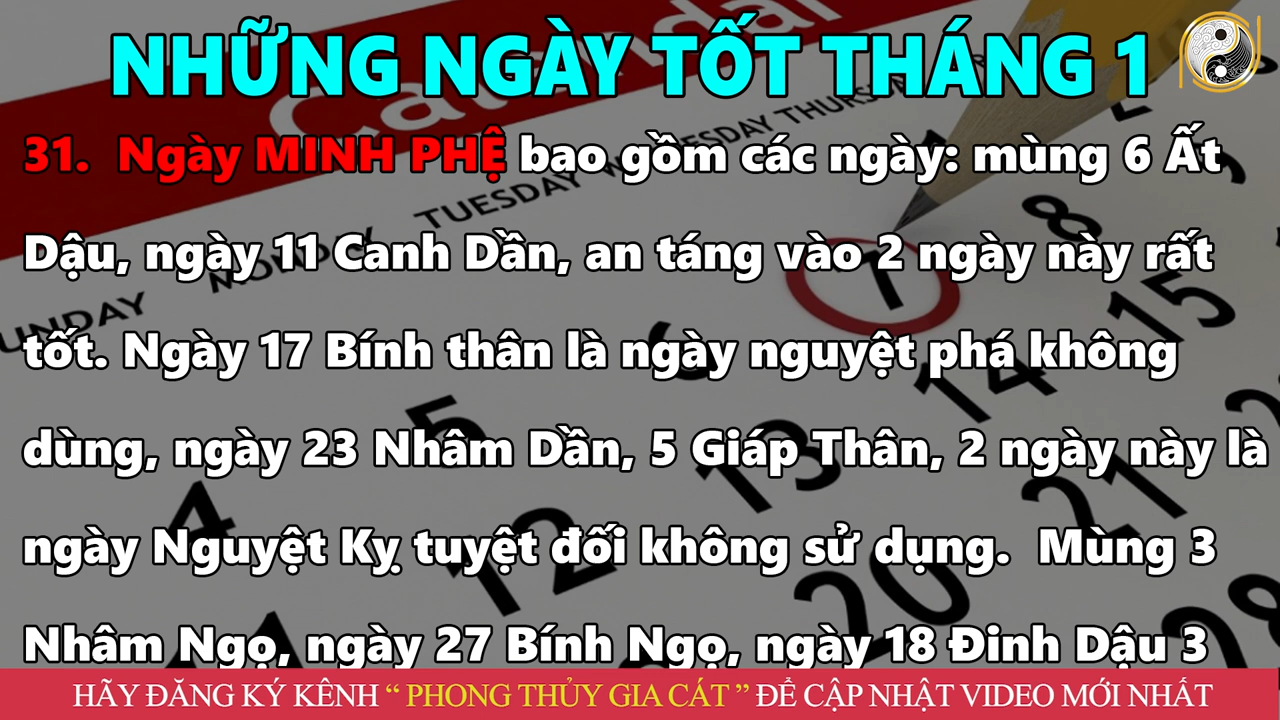 NHỮNG NGÀY TỐT THÁNG 1
31. Ngày MINH PHỆ bao gồm các ngày: mùng 6 Ất
Dậu, ngày 11 Canh Dần, an táng vào 2 ngày này rất
tốt. Ngày 17 Bính thân là ngày nguyệt phá không
dùng, ngày 23 Nhâm Dần, 5 Giáp Thân, 2 ngày này là
ngày Nguyệt Kỵ tuyệt đối không sử dụng. Mùng 3
Nhâm Ngọ, ngày 27 Bính Ngọ, ngày 18 Đinh Dậu 3
HÃY ĐĂNG KÝ KÊNH “ PHONG THỦY GIA CÁT ” ĐỂ CẬP NHẬT VIDEO MỚI NHẤT